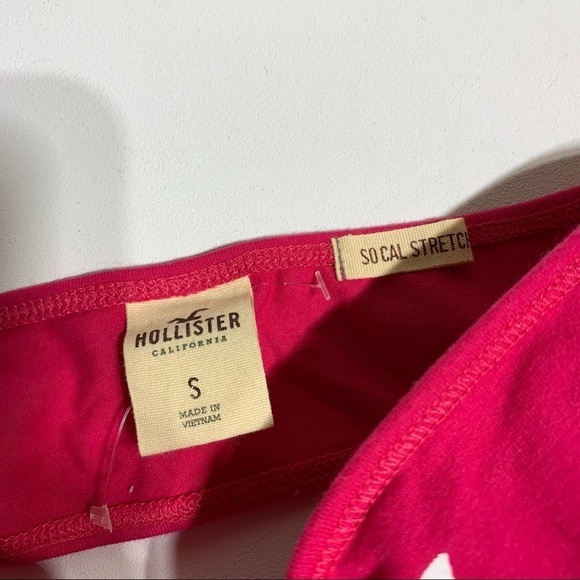 HOLLISTER
CALIFORNIA
S
MADE IN
VIETNAM
SO CAL STRETCH